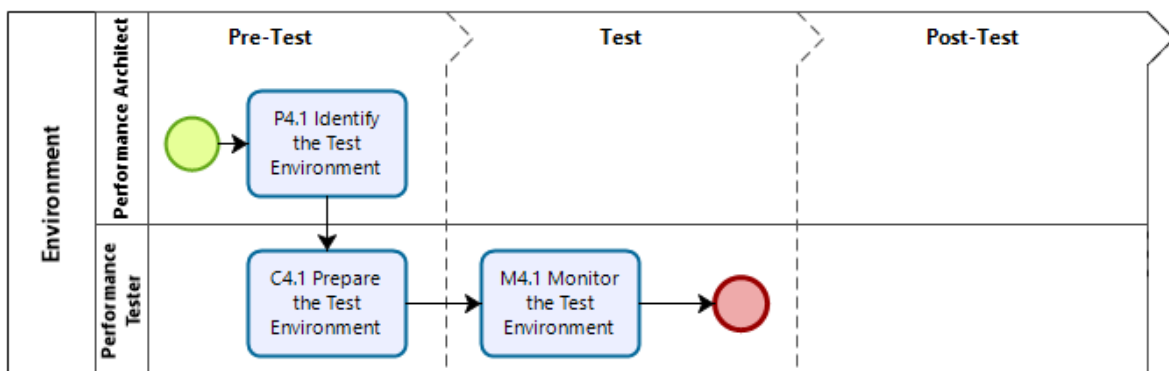 Pre-Test
Test
Post-Test
Environment
Performance Architect
P4.1 Identify
the Test
Environment
Performance
Tester
C4.1 Prepare
the Test
Environment
M4.1 Monitor
the Test
Environment